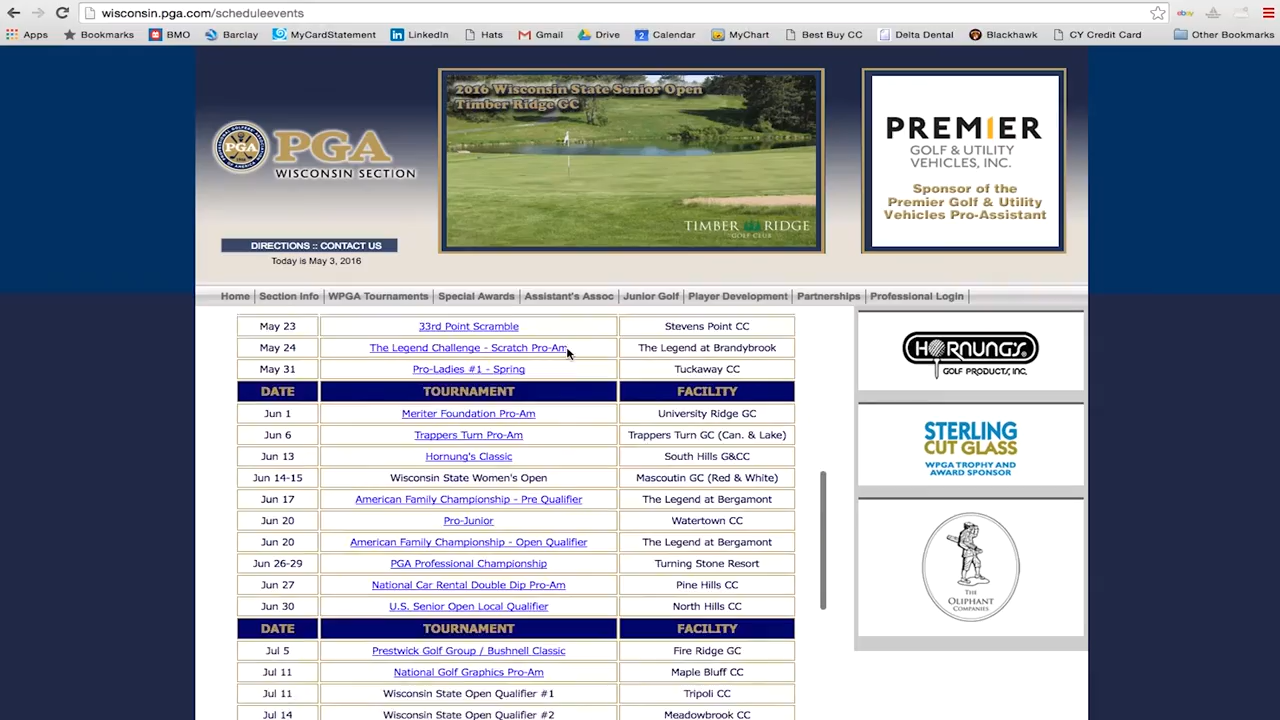 wisconsin.pga.com/scheduleevents
Apps Bookmarks BMO Barclay MyCardStatement LinkedIn Hats Gmail Drive Calendar MyChart Best Buy CC Delta Dental Blackhawk CY Credit Card Other Bookmarks
PGA
WISCONSIN SECTION
DIRECTIONS :: CONTACT US
Today is May 3, 2016
2016 Wisconsin State Senior Open
Timber Ridge GC
TIMBER RIDGE
GOLF CLUB
PREMIER
GOLF & UTILITY
VEHICLES, INC.
Sponsor of the
Premier Golf & Utility
Vehicles Pro-Assistant
Home Section Info WPGA Tournaments Special Awards Assistant's Assoc Junior Golf Player Development Partnerships Professional Login
May 23 33rd Point Scramble Stevens Point CC
May 24 The Legend Challenge - Scratch Pro-Am The Legend at Brandybrook
May 31 Pro-Ladies #1 - Spring Tuckaway CC
DATE TOURNAMENT FACILITY
Jun 1 Meriter Foundation Pro-Am University Ridge GC
Jun 6 Trappers Turn Pro-Am Trappers Turn GC (Can. & Lake)
Jun 13 Hornung's Classic South Hills G&CC
Jun 14-15 Wisconsin State Women's Open Mascoutin GC (Red & White)
Jun 17 American Family Championship - Pre Qualifier The Legend at Bergamont
Jun 20 Pro-Junior Watertown CC
Jun 20 American Family Championship - Open Qualifier The Legend at Bergamont
Jun 26-29 PGA Professional Championship Turning Stone Resort
Jun 27 National Car Rental Double Dip Pro-Am Pine Hills CC
Jun 30 U.S. Senior Open Local Qualifier North Hills CC
DATE TOURNAMENT FACILITY
Jul 5 Prestwick Golf Group / Bushnell Classic Fire Ridge GC
Jul 11 National Golf Graphics Pro-Am Maple Bluff CC
Jul 11 Wisconsin State Open Qualifier #1 Tripoli CC
Jul 14 Wisconsin State Open Qualifier #2 Meadowbrook CC
HORNUNG'S
GOLF PRODUCTS, INC.
STERLING
CUT GLASS
WPGA TROPHY AND
AWARD SPONSOR
THE
OLIPHANT
COMPANIES